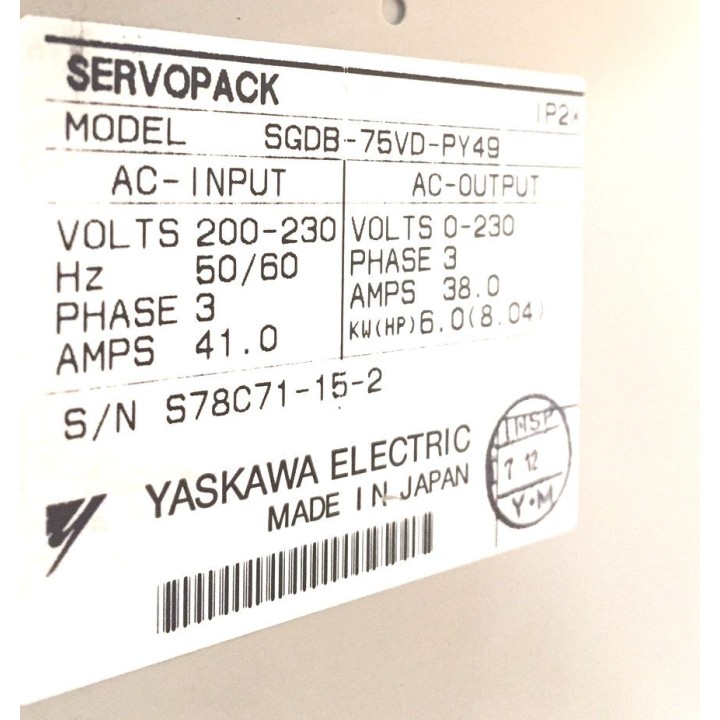 SERVOPACK
IP2
MODEL SGDB-75VD-PY49
AC-INPUT AC-OUTPUT
VOLTS 200-230 VOLTS 0-230
Hz 50/60 PHASE 3
PHASE 3 AMPS 38.0
AMPS 41.0 KW(HP)6.0(8.04)
S/N S78C71-15-2
YASKAWA ELECTRIC
MADE IN JAPAN
INSP
7 12
Y·M